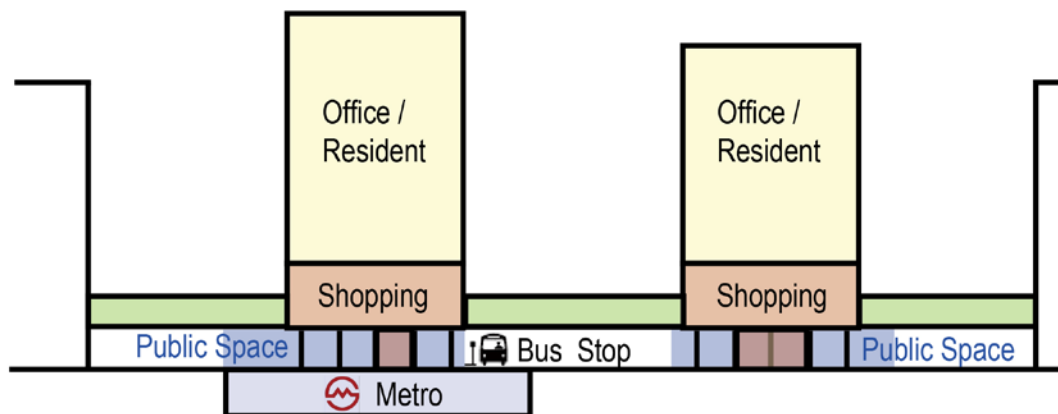 Office /
Resident
Office /
Resident
Shopping
Shopping
Public Space
Bus Stop
Public Space
Metro